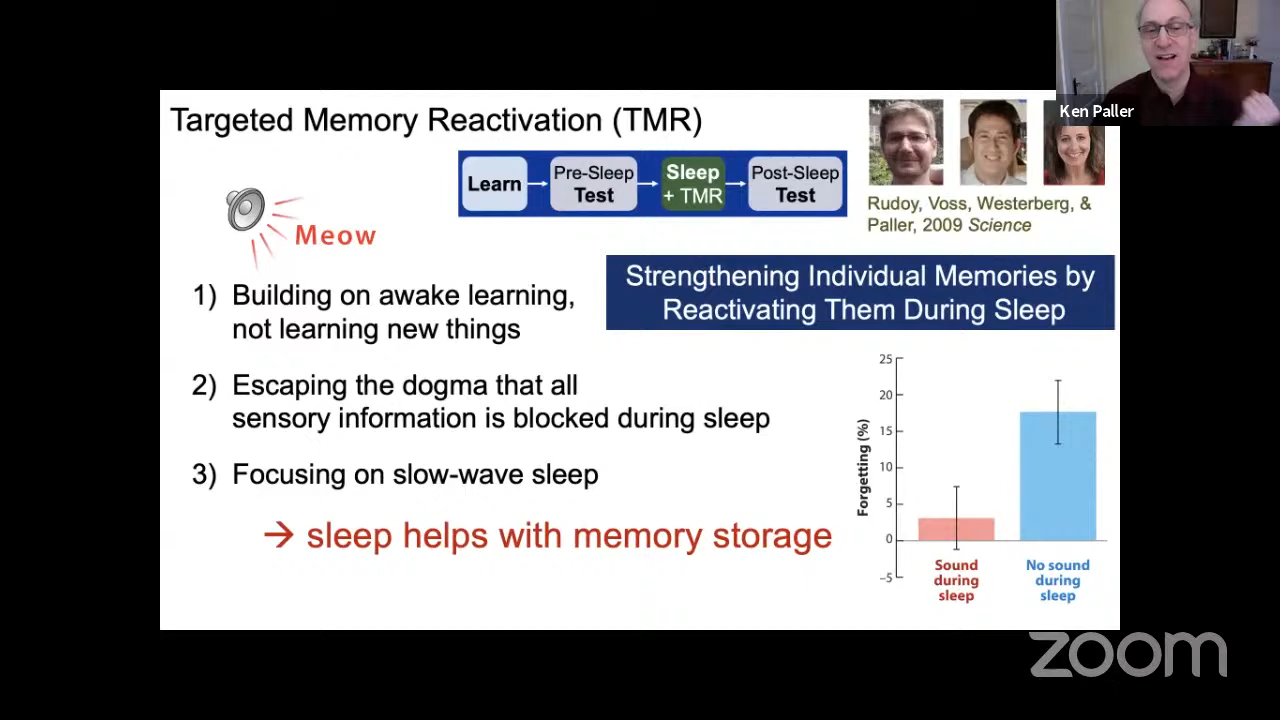 Ken Paller
Targeted Memory Reactivation (TMR)
Learn
Pre-Sleep
Test
Sleep
+ TMR
Post-Sleep
Test
Rudoy, Voss, Westerberg, &
Paller, 2009 Science
Meow
Strengthening Individual Memories by
Reactivating Them During Sleep
1) Building on awake learning,
not learning new things
2) Escaping the dogma that all
sensory information is blocked during sleep
3) Focusing on slow-wave sleep
→ sleep helps with memory storage
Forgetting (%)
25
20
15
10
5
0
–5
Sound
during
sleep
No sound
during
sleep
zoom